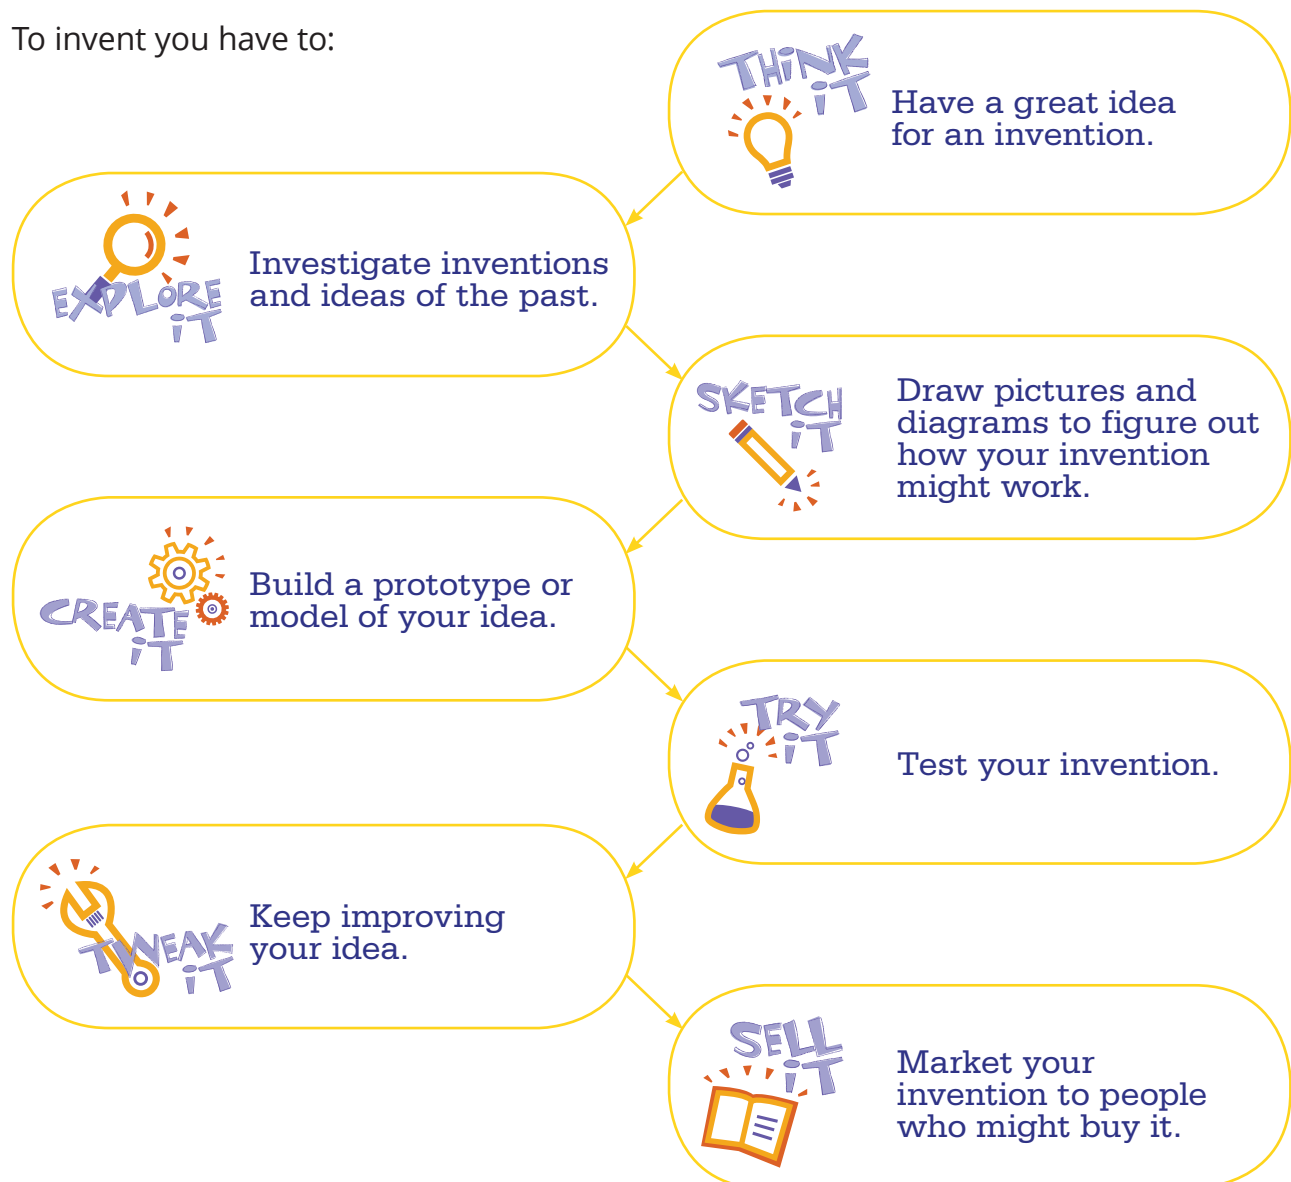 To invent you have to:
THiNK
iT
Have a great idea
for an invention.
EXPLORE
iT
Investigate inventions
and ideas of the past.
SKETCH
iT
Draw pictures and
diagrams to figure out
how your invention
might work.
CREATE
iT
Build a prototype or
model of your idea.
TRY
iT
Test your invention.
TWEAK
iT
Keep improving
your idea.
SELL
iT
Market your
invention to people
who might buy it.